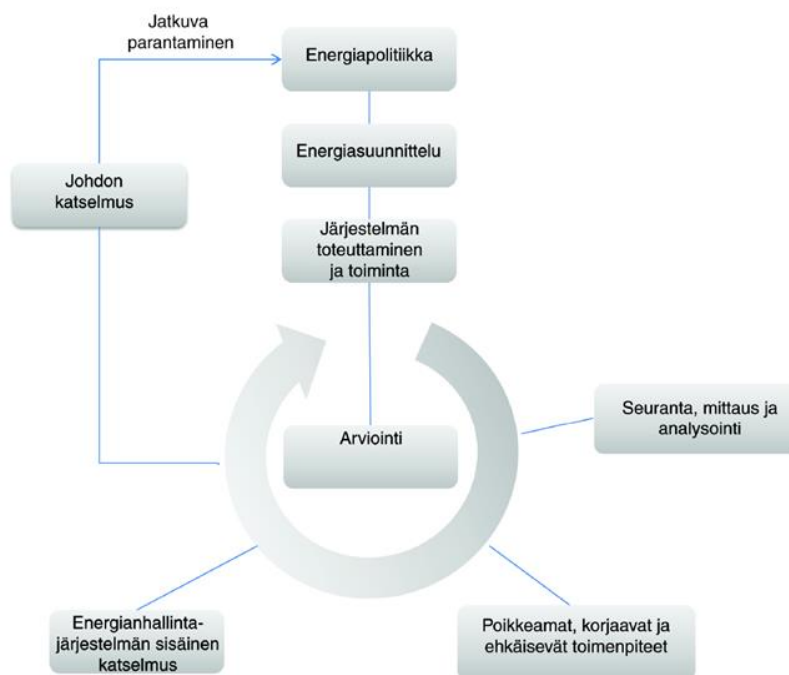 Jatkuva
parantaminen
Energiapolitiikka
Energiasuunnittelu
Johdon
katselmus
Järjestelmän
toteuttaminen
ja toiminta
Arviointi
Seuranta, mittaus ja
analysointi
Energianhallinta-
järjestelmän sisäinen
katselmus
Poikkeamat, korjaavat ja
ehkäisevät toimenpiteet